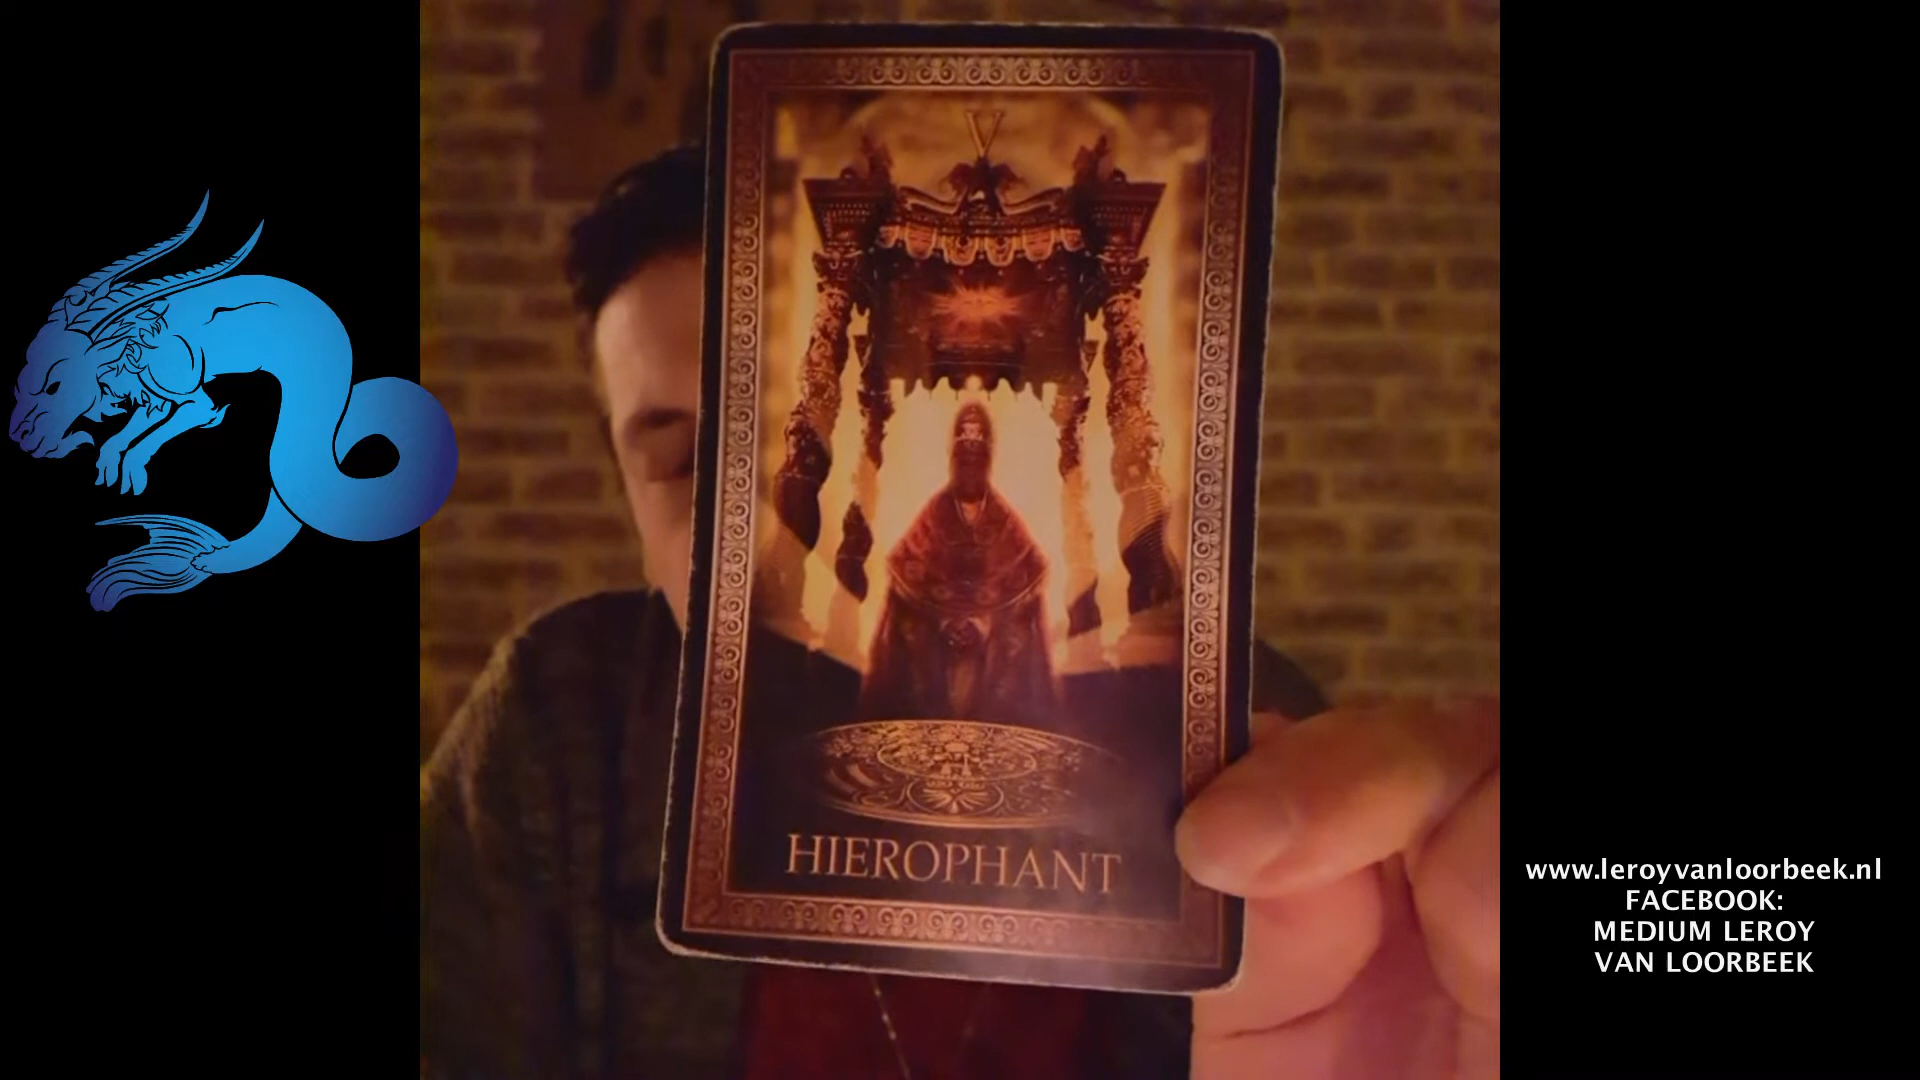 V
HIEROPHANT
www.leroyvanloorbeek.nl
FACEBOOK:
MEDIUM LEROY
VAN LOORBEEK